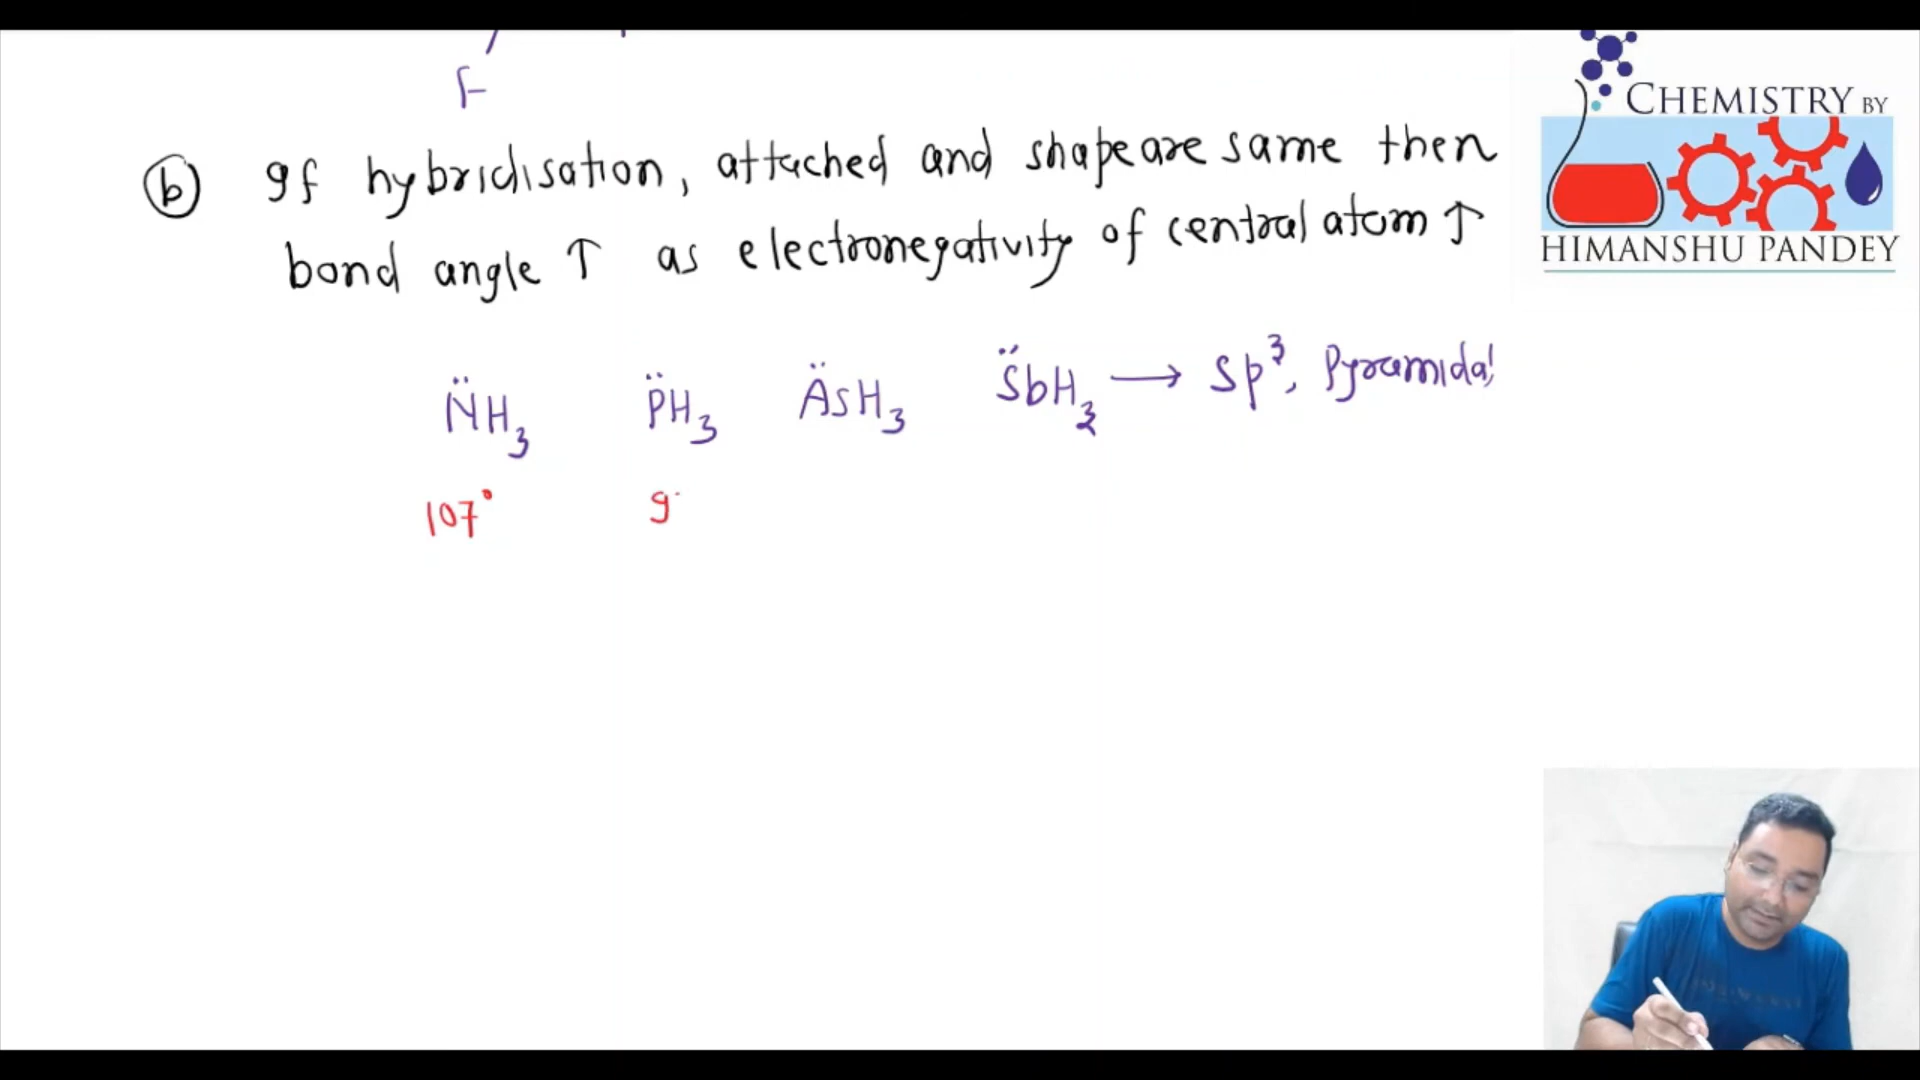 F
(b) If hybridisation, attached and shape are same then
bond angle ↑ as electronegativity of central atom ↑
N̈H₃ P̈H₃ ÄsH₃ S̈bH₃ → sp³, Pyramidal
107° 9
CHEMISTRY BY
HIMANSHU PANDEY